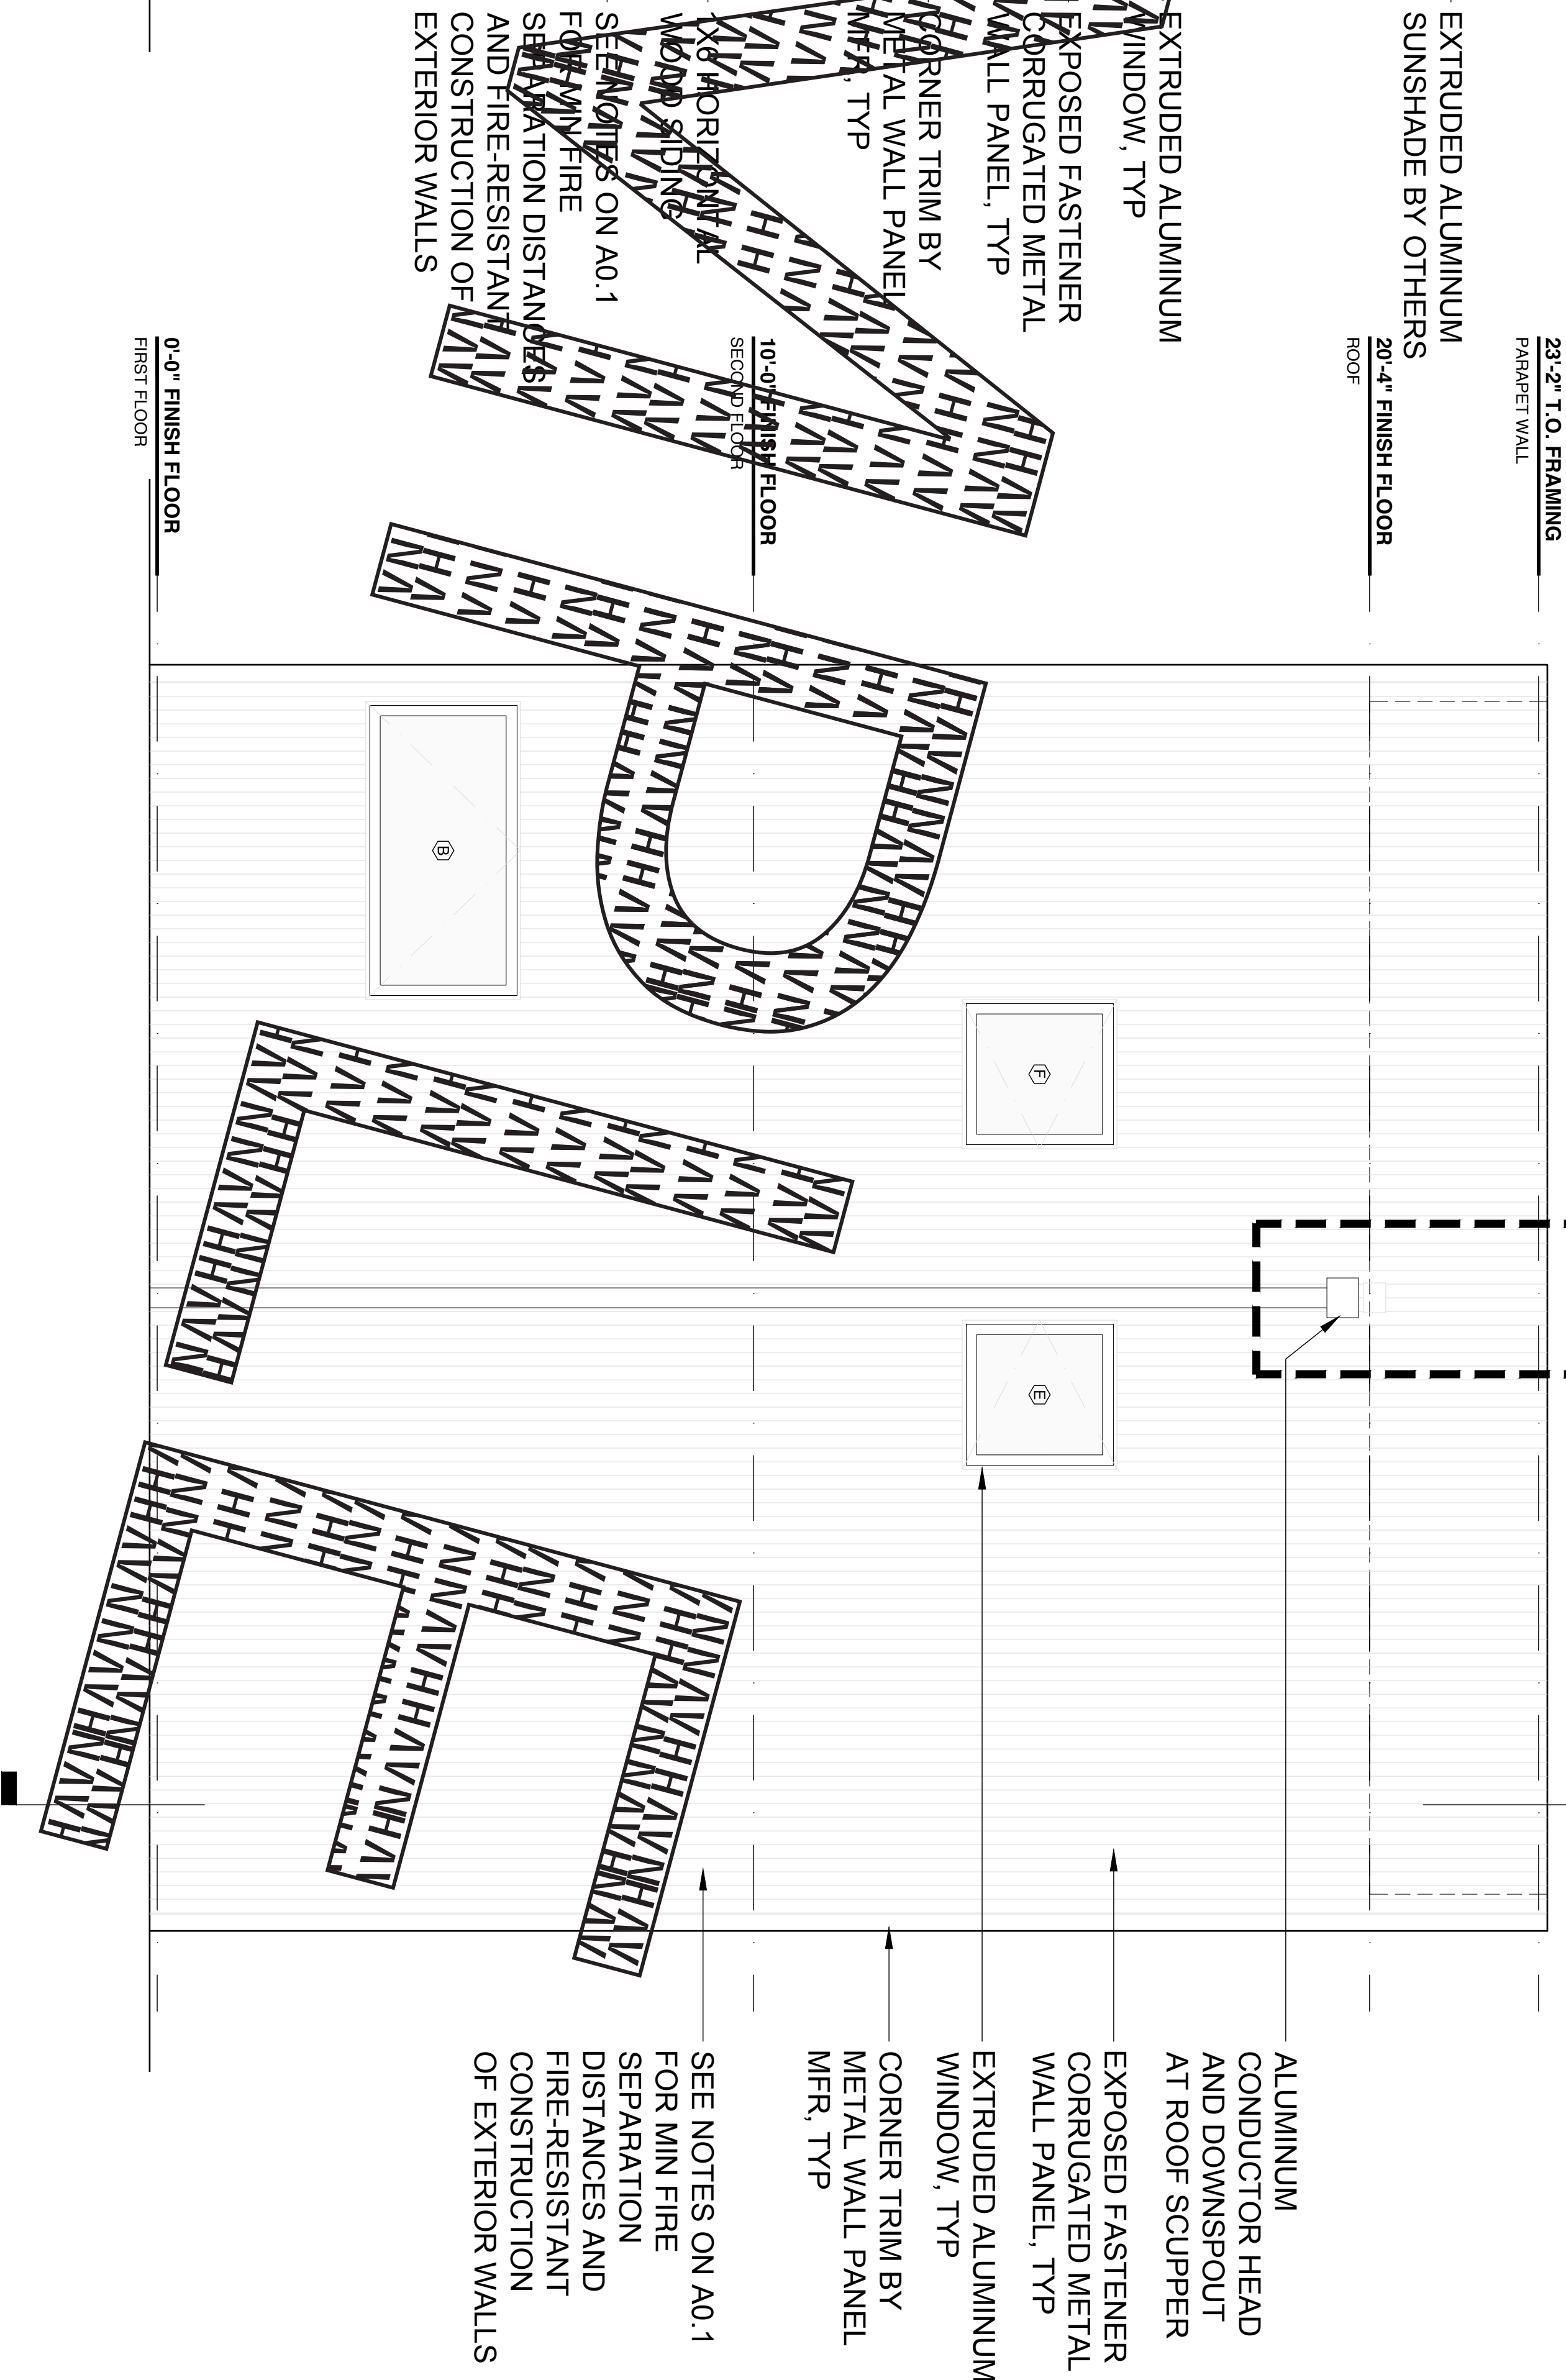 EXTRUDED ALUMINUM
SUNSHADE BY OTHERS
EXTRUDED ALUMINUM
WINDOW, TYP
EXPOSED FASTENER
CORRUGATED METAL
WALL PANEL, TYP
CORNER TRIM BY
METAL WALL PANEL
MFR, TYP
1X6 HORIZONTAL
WOOD SIDING
SEE NOTES ON A0.1
FOR MIN FIRE
SEPARATION DISTANCES
AND FIRE-RESISTANT
CONSTRUCTION OF
EXTERIOR WALLS
23'-2" T.O. FRAMING
PARAPET WALL
20'-4" FINISH FLOOR
ROOF
10'-0" FINISH FLOOR
SECOND FLOOR
0'-0" FINISH FLOOR
FIRST FLOOR
B
F
E
MPLE
ALUMINUM
CONDUCTOR HEAD
AND DOWNSPOUT
AT ROOF SCUPPER
EXPOSED FASTENER
CORRUGATED METAL
WALL PANEL, TYP
EXTRUDED ALUMINUM
WINDOW, TYP
CORNER TRIM BY
METAL WALL PANEL
MFR, TYP
SEE NOTES ON A0.1
FOR MIN FIRE
SEPARATION
DISTANCES AND
FIRE-RESISTANT
CONSTRUCTION
OF EXTERIOR WALLS